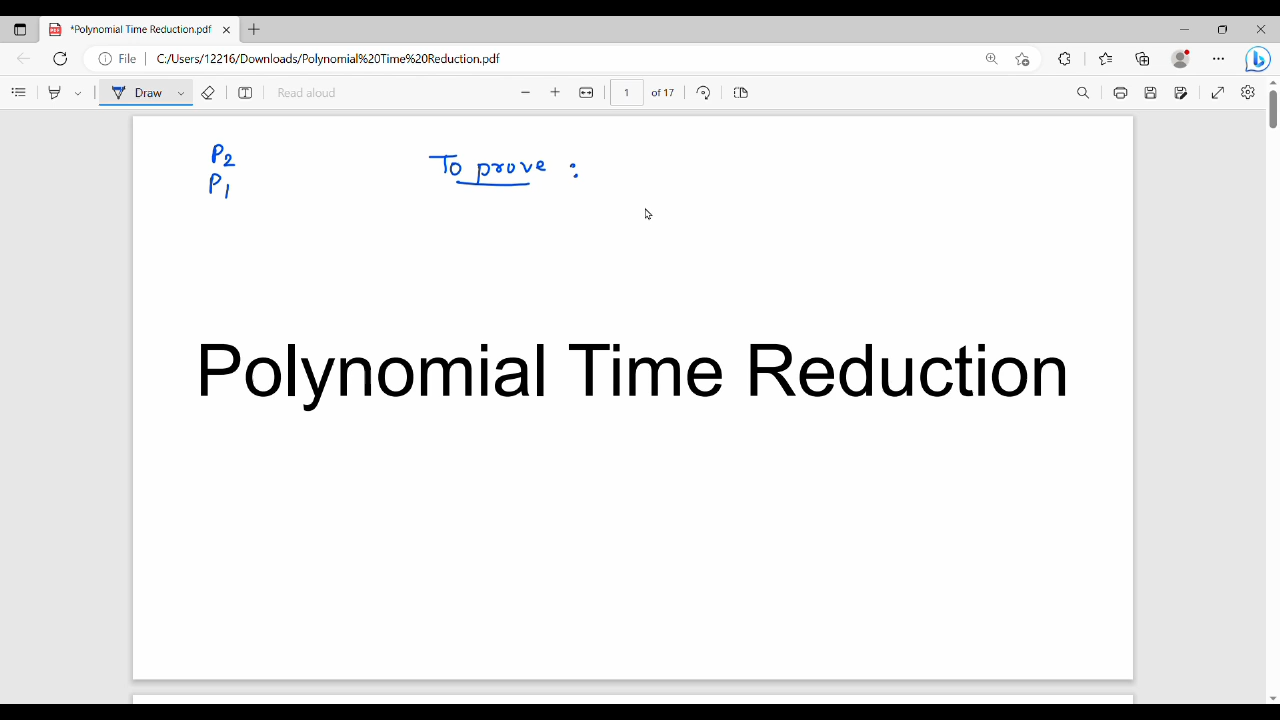 *Polynomial Time Reduction.pdf
File
C:/Users/12216/Downloads/Polynomial%20Time%20Reduction.pdf
Draw
Read aloud
1 of 17
P2
P1
To prove :
Polynomial Time Reduction